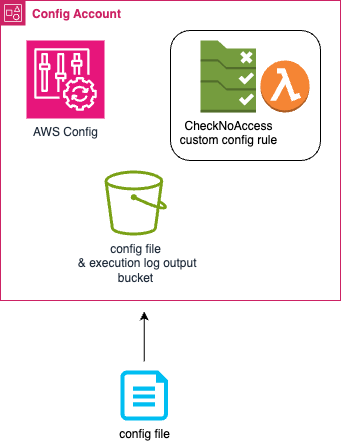 Config Account
AWS Config
CheckNoAccess
custom config rule
config file
& execution log output
bucket
config file